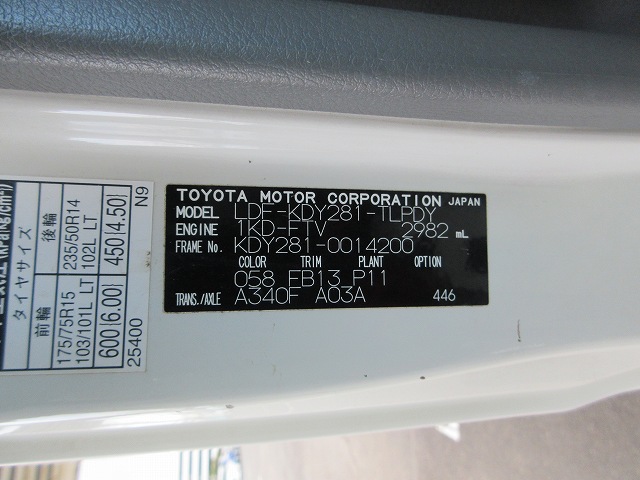 TOYOTA MOTOR CORPORATION JAPAN
MODEL LDF-KDY281-TLPDY
ENGINE 1KD-FTV 2982 mL
FRAME NO. KDY281-0014200
COLOR TRIM PLANT OPTION
058 FB13 P11
TRANS./AXLE A340F A03A 446
タイヤサイズ
前輪 後輪
175/75R15 235/50R14
103/101L LT 102L LT
600(6.00) 450(4.50)
25400 N9